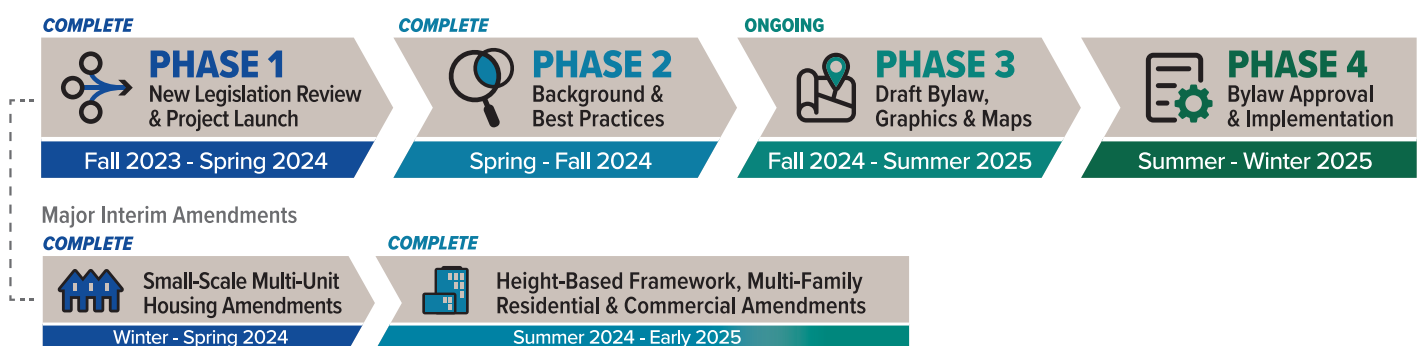 COMPLETE
PHASE 1
New Legislation Review
& Project Launch
Fall 2023 - Spring 2024
COMPLETE
PHASE 2
Background &
Best Practices
Spring - Fall 2024
ONGOING
PHASE 3
Draft Bylaw,
Graphics & Maps
Fall 2024 - Summer 2025
PHASE 4
Bylaw Approval
& Implementation
Summer - Winter 2025
Major Interim Amendments
COMPLETE
Small-Scale Multi-Unit
Housing Amendments
Winter - Spring 2024
COMPLETE
Height-Based Framework, Multi-Family
Residential & Commercial Amendments
Summer 2024 - Early 2025